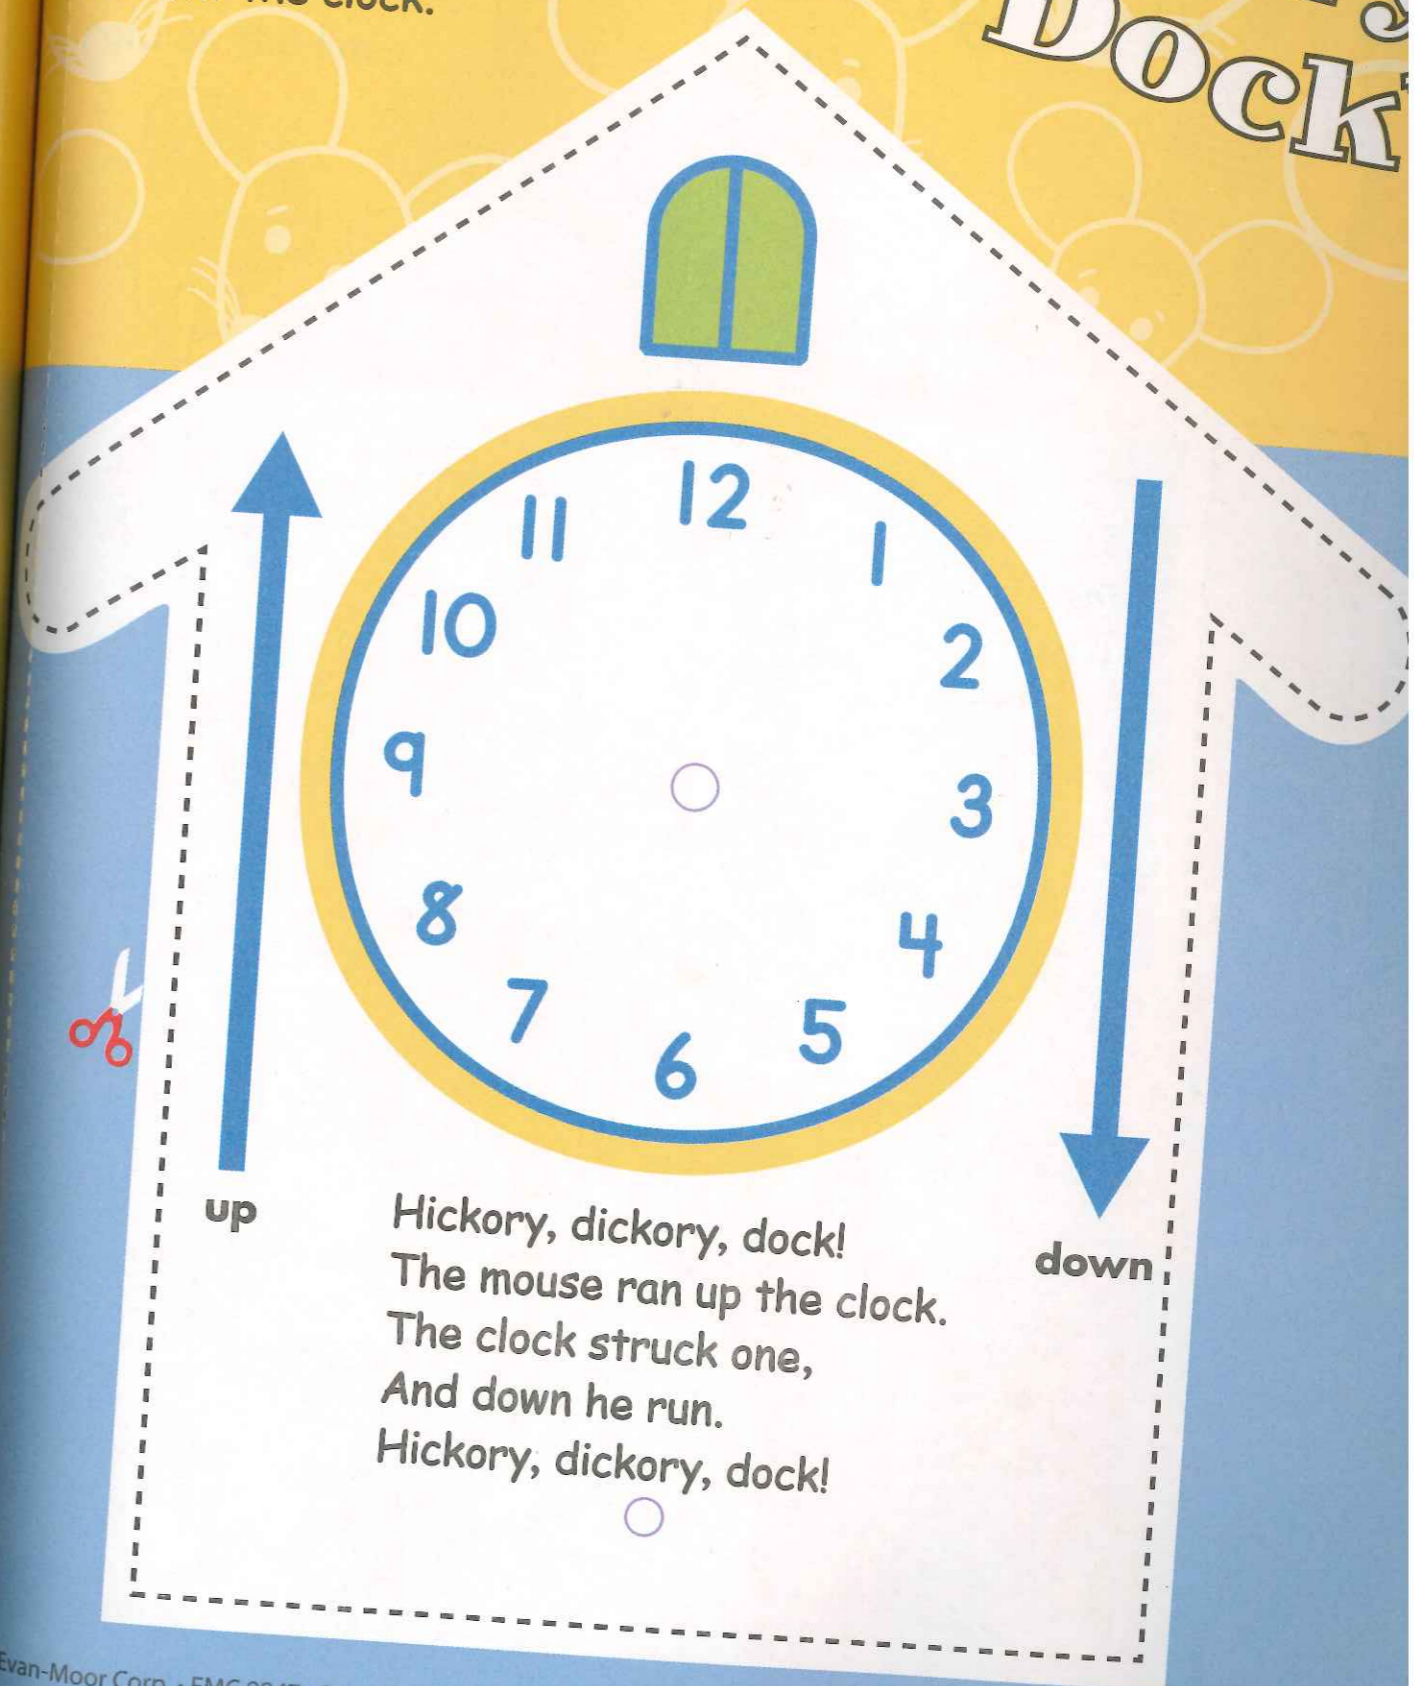 clock.
Dock
12
11
1
10
2
9
3
8
4
7
5
6
up
down
Hickory, dickory, dock!
The mouse ran up the clock.
The clock struck one,
And down he run.
Hickory, dickory, dock!
Evan-Moor Corp. • EMC